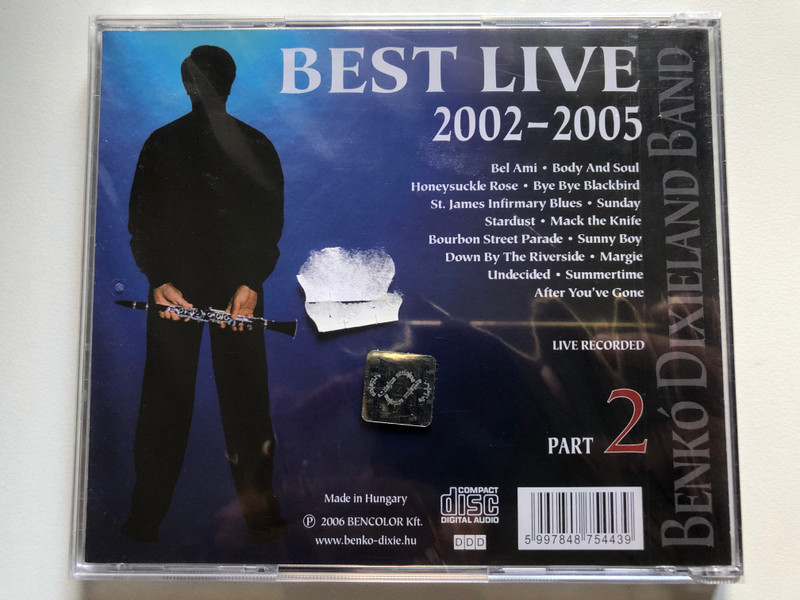 BEST LIVE
2002–2005
BENKÓ DIXIELAND BAND
Bel Ami • Body And Soul
Honeysuckle Rose • Bye Bye Blackbird
St. James Infirmary Blues • Sunday
Stardust • Mack the Knife
Bourbon Street Parade • Sunny Boy
Down By The Riverside • Margie
Undecided • Summertime
After You've Gone
LIVE RECORDED
PART 2
Made in Hungary
℗ 2006 BENCOLOR Kft.
www.benko-dixie.hu
COMPACT
disc
DIGITAL AUDIO
DDD
5 997848 754439